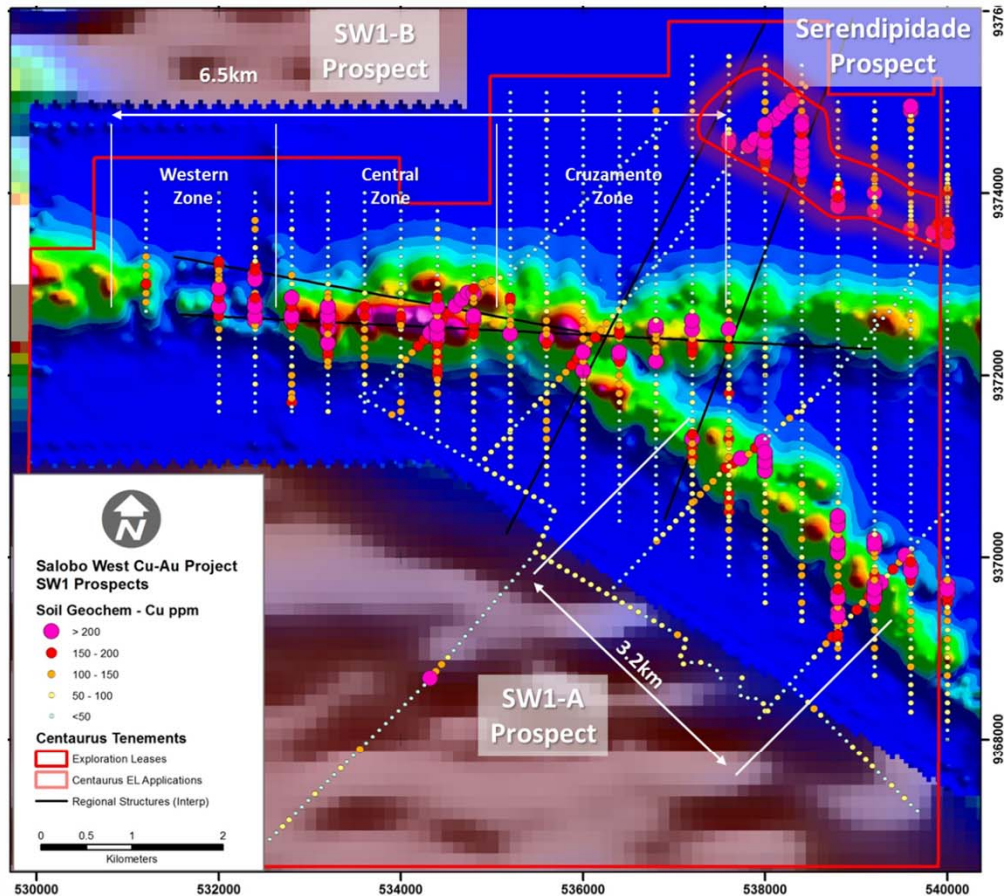 SW1-B
Prospect
Serendipidade
Prospect
6.5km
Western
Zone
Central
Zone
Cruzamento
Zone
3.2km
SW1-A
Prospect
N
Salobo West Cu-Au Project
SW1 Prospects
Soil Geochem - Cu ppm
> 200
150 - 200
100 - 150
50 - 100
<50
Centaurus Tenements
Exploration Leases
Centaurus EL Applications
Regional Structures (Interp)
0 0.5 1 2
Kilometers
93760
9374000
9372000
9370000
9368000
530000 532000 534000 536000 538000 540000